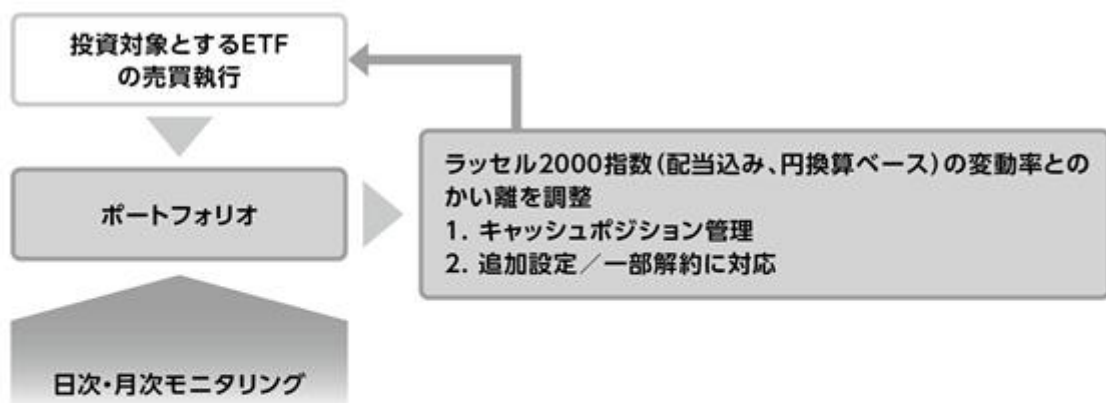 投資対象とするETF
の売買執行
ポートフォリオ
ラッセル2000指数(配当込み、円換算ベース)の変動率との
かい離を調整
1. キャッシュポジション管理
2. 追加設定/一部解約に対応
日次・月次モニタリング